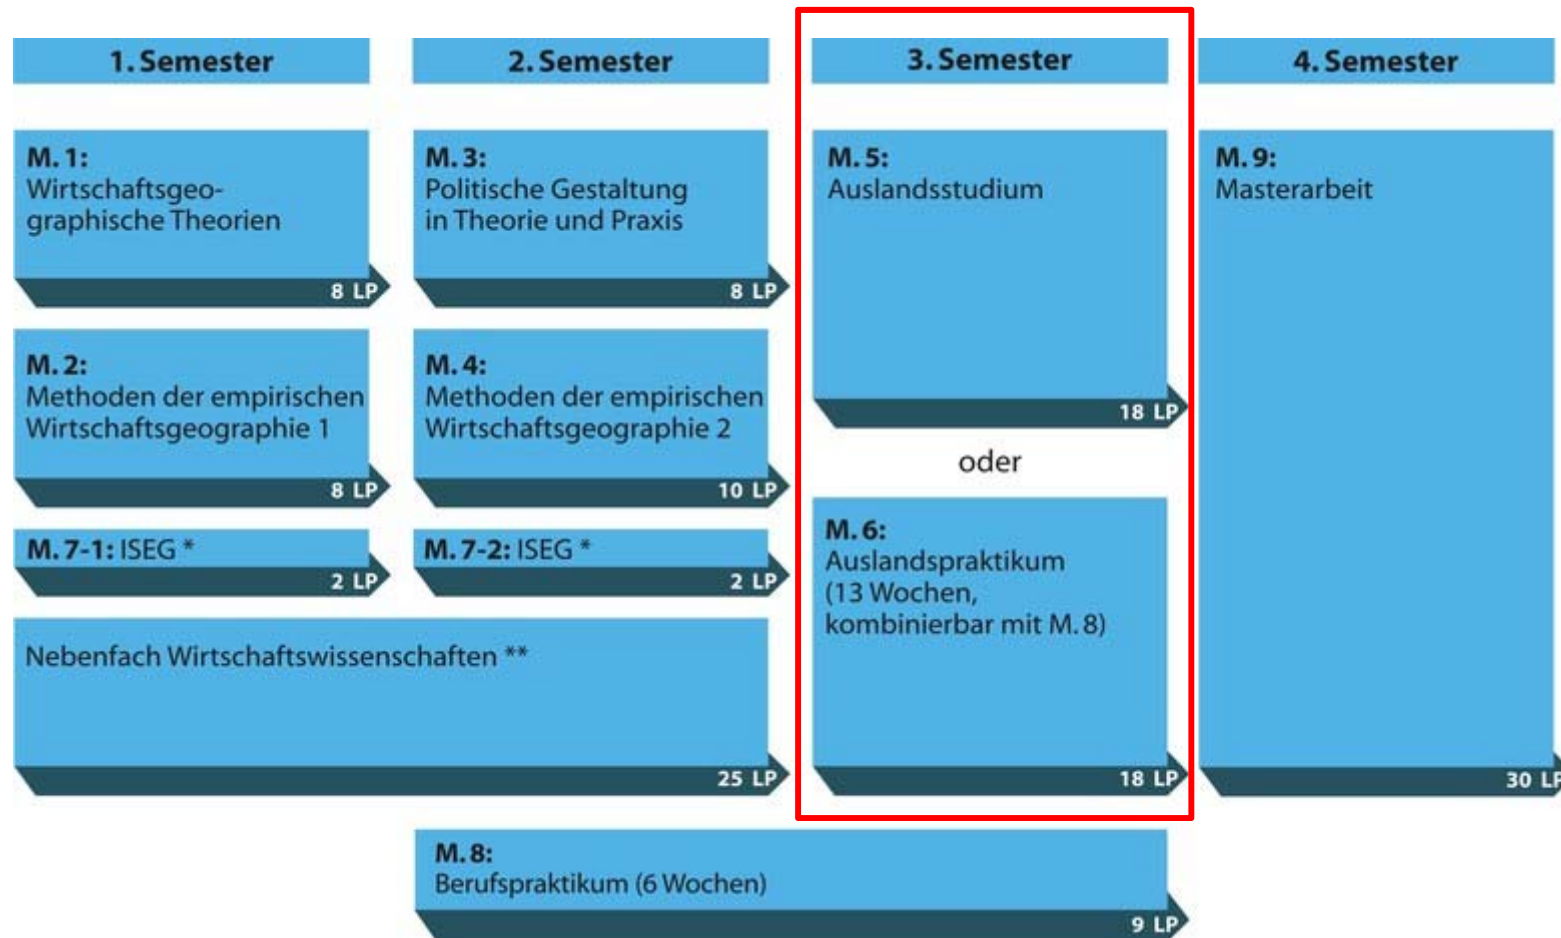 1. Semester
2. Semester
3. Semester
4. Semester
M. 1:
Wirtschaftsgeo-
graphische Theorien
8 LP
M. 3:
Politische Gestaltung
in Theorie und Praxis
8 LP
M. 5:
Auslandsstudium
18 LP
M. 9:
Masterarbeit
30 LP
M. 2:
Methoden der empirischen
Wirtschaftsgeographie 1
8 LP
M. 4:
Methoden der empirischen
Wirtschaftsgeographie 2
10 LP
oder
M. 7-1: ISEG *
2 LP
M. 7-2: ISEG *
2 LP
M. 6:
Auslandspraktikum
(13 Wochen,
kombinierbar mit M. 8)
18 LP
Nebenfach Wirtschaftswissenschaften **
25 LP
M. 8:
Berufspraktikum (6 Wochen)
9 LP